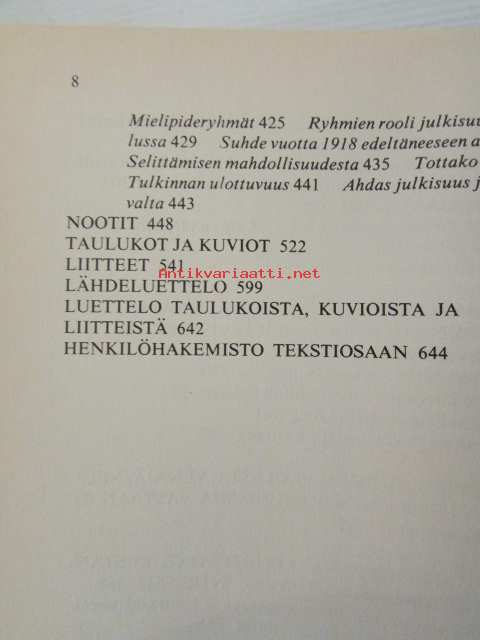 8
Mielipideryhmät 425 Ryhmien rooli julkisuu
lussa 429 Suhde vuotta 1918 edeltäneeseen a
Selittämisen mahdollisuudesta 435 Tottako
Tulkinnan ulottuvuus 441 Ahdas julkisuus j
valta 443
NOOTIT 448
TAULUKOT JA KUVIOT 522
LIITTEET 541
Antikvariaatti.net
LÄHDELUETTELO 599
LUETTELO TAULUKOISTA, KUVIOISTA JA
LIITTEISTÄ 642
HENKILÖHAKEMISTO TEKSTIOSAAN 644